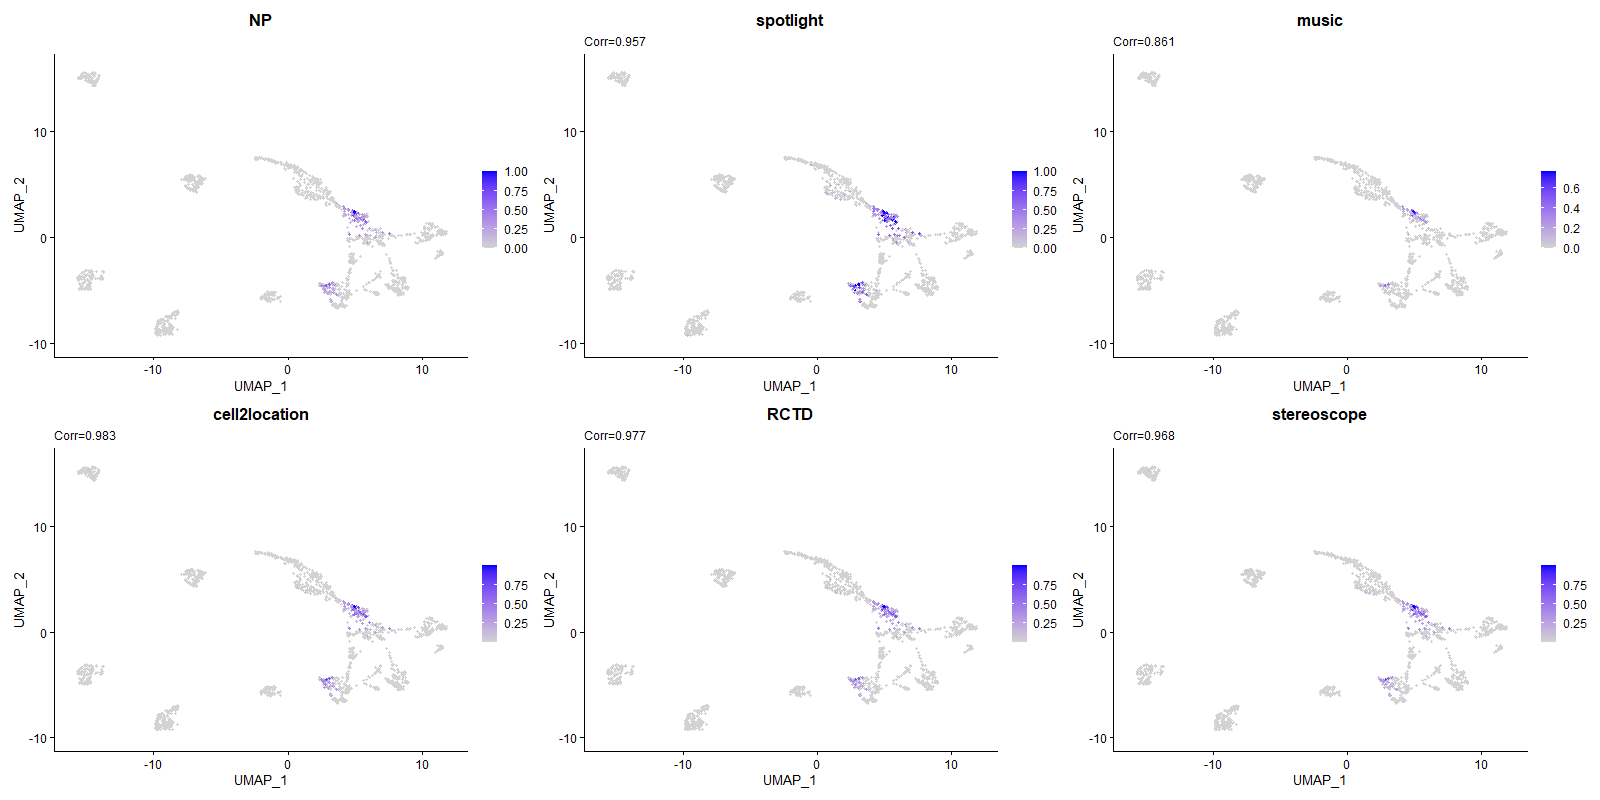 NP
UMAP_2
10
0
-10
-10
0
10
UMAP_1
1.00
0.75
0.50
0.25
0.00
spotlight
Corr=0.957
UMAP_2
10
0
-10
-10
0
10
UMAP_1
1.00
0.75
0.50
0.25
0.00
music
Corr=0.861
UMAP_2
10
0
-10
-10
0
10
UMAP_1
0.6
0.4
0.2
0.0
cell2location
Corr=0.983
UMAP_2
10
0
-10
-10
0
10
UMAP_1
0.75
0.50
0.25
RCTD
Corr=0.977
UMAP_2
10
0
-10
-10
0
10
UMAP_1
0.75
0.50
0.25
stereoscope
Corr=0.968
UMAP_2
10
0
-10
-10
0
10
UMAP_1
0.75
0.50
0.25